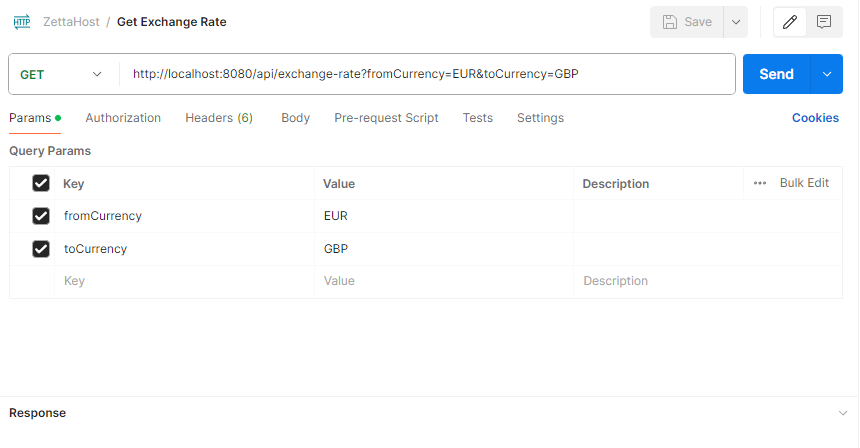 HTTP ZettaHost / Get Exchange Rate Save
GET http://localhost:8080/api/exchange-rate?fromCurrency=EUR&toCurrency=GBP Send
Params Authorization Headers (6) Body Pre-request Script Tests Settings Cookies
Query Params
Key Value Description ••• Bulk Edit
fromCurrency EUR
toCurrency GBP
Key Value Description
Response